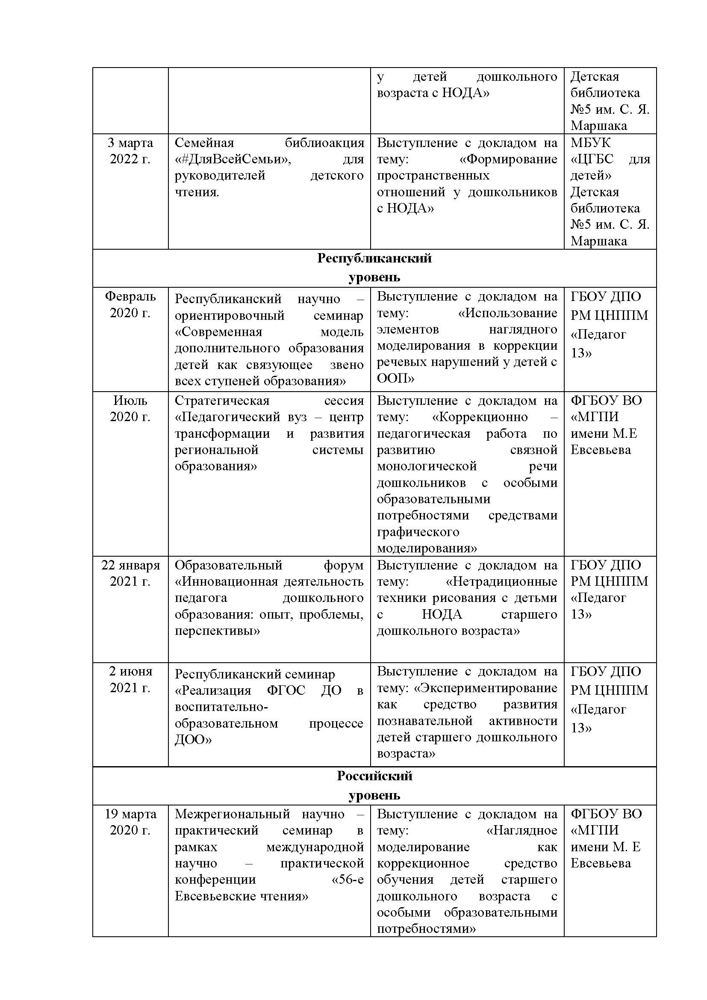 у детей дошкольного
возраста с НОДА»
Детская
библиотека
№5 им. С. Я.
Маршака
3 марта
2022 г.
Семейная библиоакция
«#ДляВсейСемьи», для
руководителей детского
чтения.
Выступление с докладом на
тему: «Формирование
пространственных
отношений у дошкольников
с НОДА»
МБУК
«ЦГБС для
детей»
Детская
библиотека
№5 им. С. Я.
Маршака
Республиканский
уровень
Февраль
2020 г.
Республиканский научно –
ориентировочный семинар
«Современная модель
дополнительного образования
детей как связующее звено
всех ступеней образования»
Выступление с докладом на
тему: «Использование
элементов наглядного
моделирования в коррекции
речевых нарушений у детей с
ООП»
ГБОУ ДПО
РМ ЦНППМ
«Педагог
13»
Июль
2020 г.
Стратегическая сессия
«Педагогический вуз – центр
трансформации и развития
региональной системы
образования»
Выступление с докладом на
тему: «Коррекционно –
педагогическая работа по
развитию связной
монологической речи
дошкольников с особыми
образовательными
потребностями средствами
графического
моделирования»
ФГБОУ ВО
«МГПИ
имени М.Е
Евсевьева
22 января
2021 г.
Образовательный форум
«Инновационная деятельность
педагога дошкольного
образования: опыт, проблемы,
перспективы»
Выступление с докладом на
тему: «Нетрадиционные
техники рисования с детьми
с НОДА старшего
дошкольного возраста»
ГБОУ ДПО
РМ ЦНППМ
«Педагог
13»
2 июня
2021 г.
Республиканский семинар
«Реализация ФГОС ДО в
воспитательно-
образовательном процессе
ДОО»
Выступление с докладом на
тему: «Экспериментирование
как средство развития
познавательной активности
детей старшего дошкольного
возраста»
ГБОУ ДПО
РМ ЦНППМ
«Педагог
13»
Российский
уровень
19 марта
2020 г.
Межрегиональный научно –
практический семинар в
рамках международной
научно – практической
конференции «56-е
Евсевьевские чтения»
Выступление с докладом на
тему: «Наглядное
моделирование как
коррекционное средство
обучения детей старшего
дошкольного возраста с
особыми образовательными
потребностями»
ФГБОУ ВО
«МГПИ
имени М. Е
Евсевьева